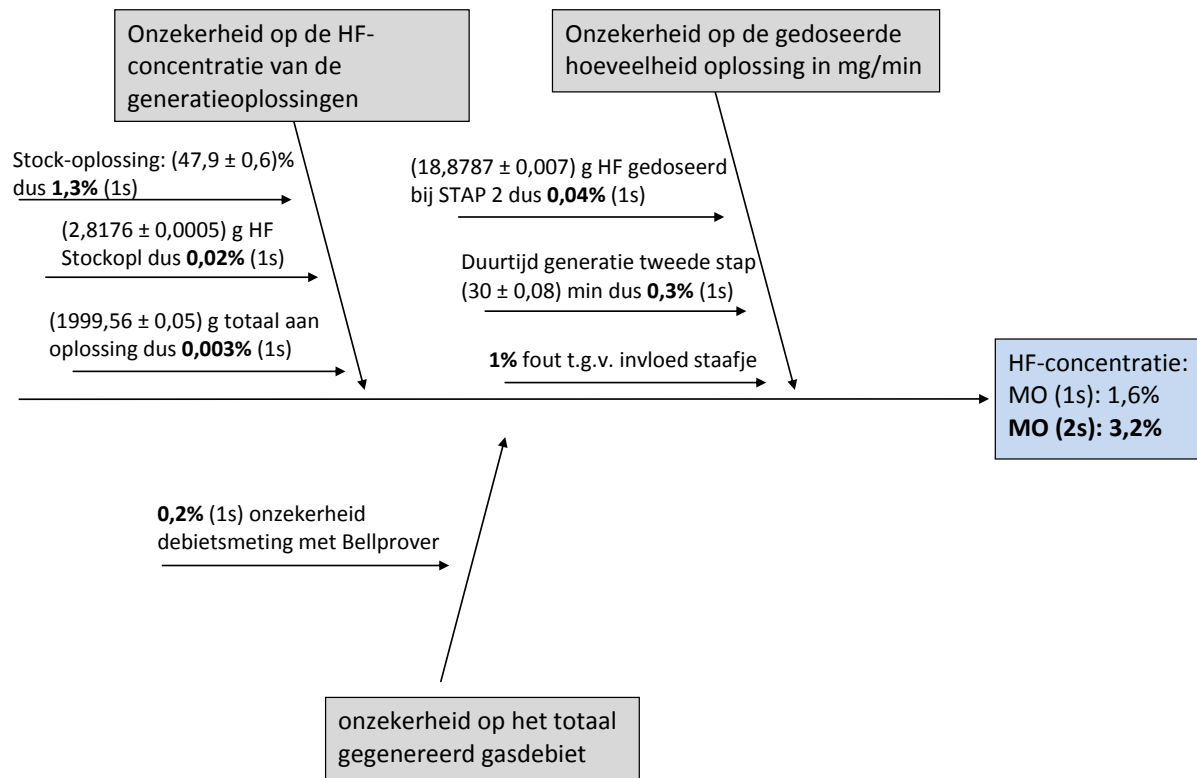 Onzekerheid op de HF-
concentratie van de
generatieoplossingen
Onzekerheid op de gedoseerde
hoeveelheid oplossing in mg/min
Stock-oplossing: (47,9 ± 0,6)%
dus 1,3% (1s)
(2,8176 ± 0,0005) g HF
Stockopl dus 0,02% (1s)
(1999,56 ± 0,05) g totaal aan
oplossing dus 0,003% (1s)
(18,8787 ± 0,007) g HF gedoseerd
bij STAP 2 dus 0,04% (1s)
Duurtijd generatie tweede stap
(30 ± 0,08) min dus 0,3% (1s)
1% fout t.g.v. invloed staafje
HF-concentratie:
MO (1s): 1,6%
MO (2s): 3,2%
0,2% (1s) onzekerheid
debietsmeting met Bellprover
onzekerheid op het totaal
gegenereerd gasdebiet